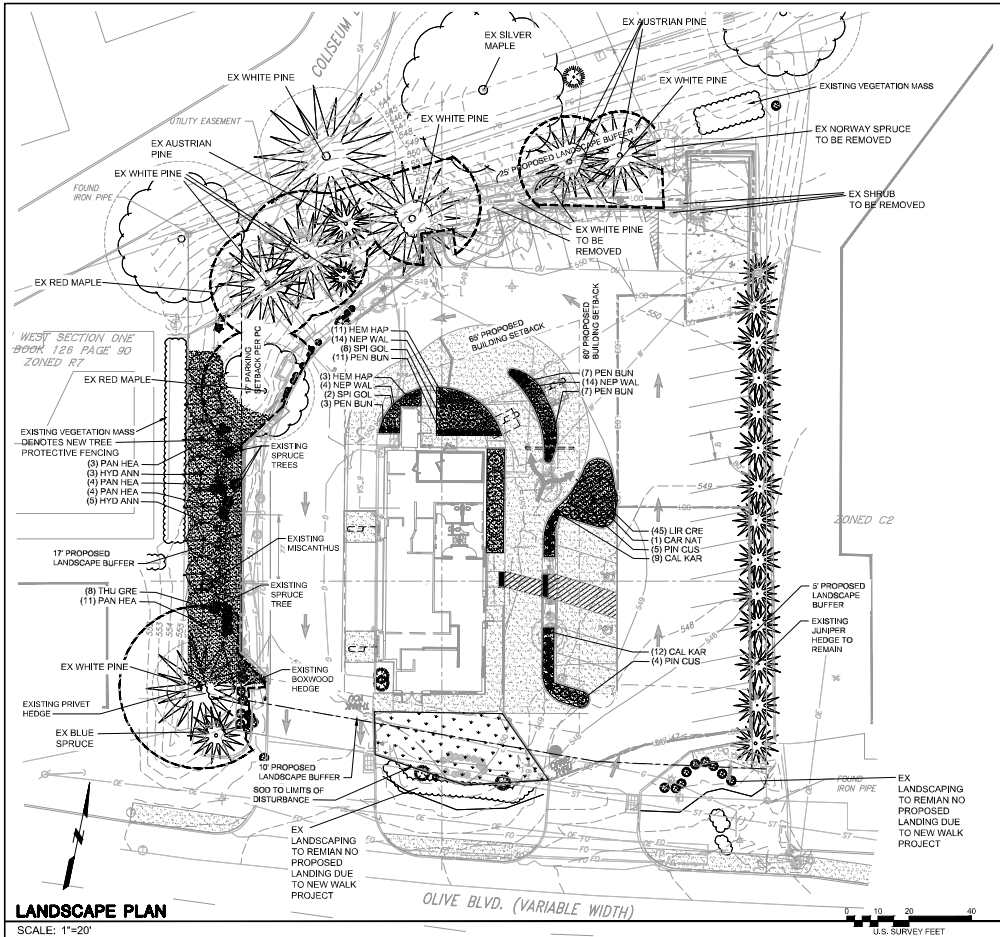 COLISEUM
EX SILVER
MAPLE
EX AUSTRIAN PINE
EX WHITE PINE
EX WHITE PINE
EXISTING VEGETATION MASS
UTILITY EASEMENT
EX WHITE PINE
25' PROPOSED LANDSCAPE BUFFEER
EX NORWAY SPRUCE
TO BE REMOVED
EX AUSTRIAN
PINE
EX WHITE PINE
FOUND
IRON PIPE
EX SHRUB
TO BE REMOVED
EX WHITE PINE
TO BE
REMOVED
EX RED MAPLE
WEST SECTION ONE
BOOK 126 PAGE 90
ZONED R7
17' PARKING
SETBACK PER PC
65' PROPOSED
BUILDING SETBACK
60' PROPOSED
BUILDING SETBACK
(11) HEM HAP
(14) NEP WAL
(8) SPI GOL
(11) PEN BUN
(3) HEM HAP
(4) NEP WAL
(2) SPI GOL
(3) PEN BUN
(7) PEN BUN
(14) NEP WAL
(7) PEN BUN
EX RED MAPLE
EXISTING VEGETATION MASS
DENOTES NEW TREE
PROTECTIVE FENCING
(3) PAN HEA
(3) HYD ANN
(4) PAN HEA
(4) PAN HEA
(5) HYD ANN
EXISTING
SPRUCE
TREES
EXISTING
MISCANTHUS
17' PROPOSED
LANDSCAPE BUFFER
EXISTING
SPRUCE
TREE
(8) THU GRE
(11) PAN HEA
(45) LIR CRE
(1) CAR NAT
(5) PIN CUS
(9) CAL KAR
ZONED C2
5' PROPOSED
LANDSCAPE
BUFFER
EXISTING
JUNIPER
HEDGE TO
REMAIN
(12) CAL KAR
(4) PIN CUS
EX WHITE PINE
EXISTING
BOXWOOD
HEDGE
EXISTING PRIVET
HEDGE
EX BLUE
SPRUCE
10' PROPOSED
LANDSCAPE BUFFER
SOD TO LIMITS OF
DISTURBANCE
THANK
YOU
FOUND
IRON PIPE
EX
LANDSCAPING
TO REMIAN NO
PROPOSED
LANDING DUE
TO NEW WALK
PROJECT
EX
LANDSCAPING
TO REMIAN NO
PROPOSED
LANDING DUE
TO NEW WALK
PROJECT
OLIVE BLVD. (VARIABLE WIDTH)
LANDSCAPE PLAN
SCALE: 1"=20'
0 10 20 40
U.S. SURVEY FEET